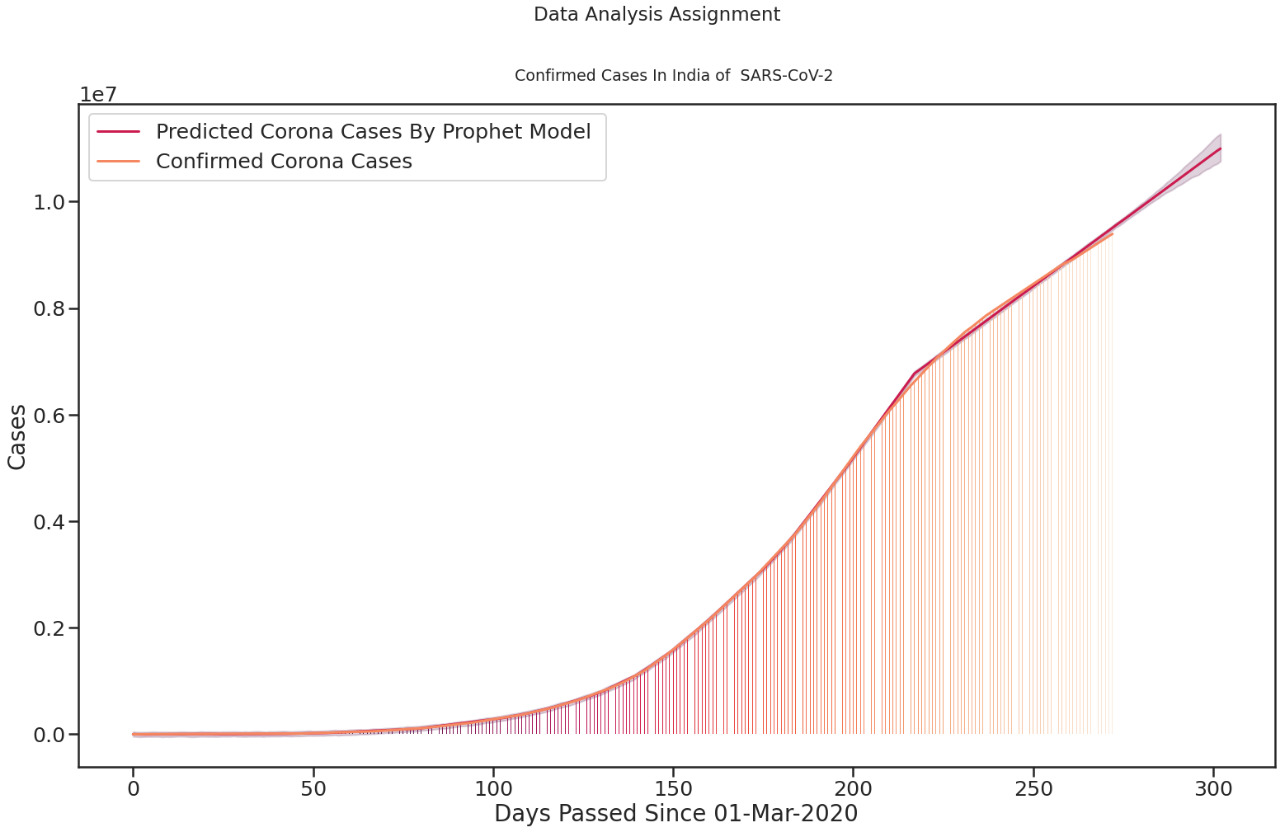 Data Analysis Assignment
Confirmed Cases In India of  SARS-CoV-2
1e7
Predicted Corona Cases By Prophet Model
Confirmed Corona Cases
1.0
0.8
0.6
0.4
0.2
0.0
Cases
0 50 100 150 200 250 300
Days Passed Since 01-Mar-2020